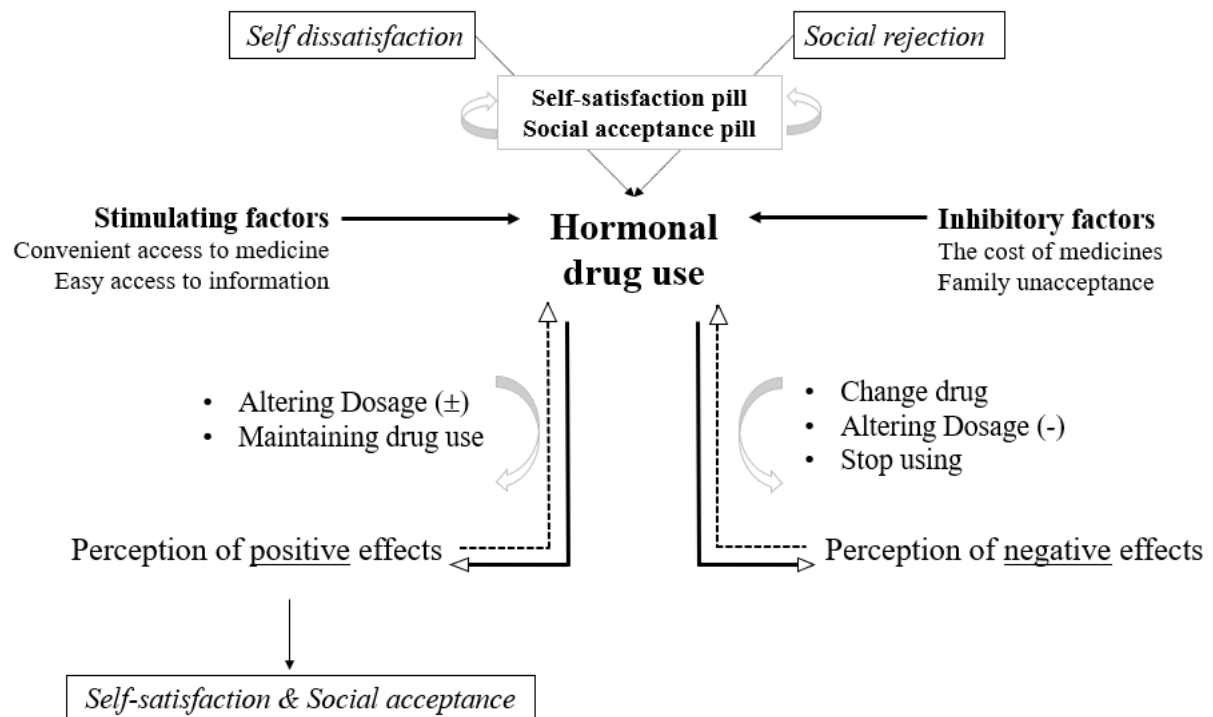 Self dissatisfaction
Social rejection
Self-satisfaction pill
Social acceptance pill
Stimulating factors
Convenient access to medicine
Easy access to information
Hormonal
drug use
Inhibitory factors
The cost of medicines
Family unacceptance
• Altering Dosage (±)
• Maintaining drug use
• Change drug
• Altering Dosage (-)
• Stop using
Perception of positive effects
Perception of negative effects
Self-satisfaction & Social acceptance